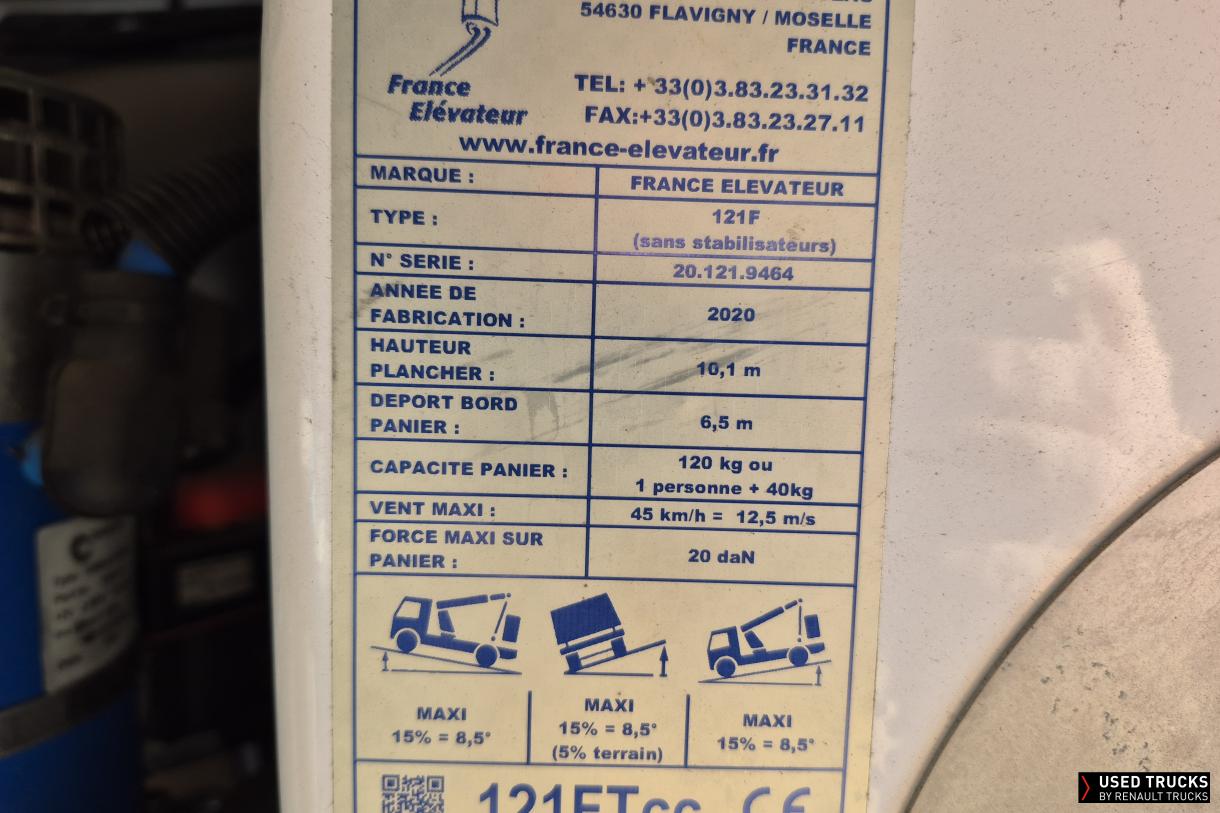 54630 FLAVIGNY / MOSELLE
FRANCE
France
Elévateur
TEL: + 33(0)3.83.23.31.32
FAX:+33(0)3.83.23.27.11
www.france-elevateur.fr
MARQUE :
FRANCE ELEVATEUR
TYPE :
121F
(sans stabilisateurs)
N° SERIE :
20.121.9464
ANNEE DE
FABRICATION :
2020
HAUTEUR
PLANCHER :
10,1 m
DEPORT BORD
PANIER :
6,5 m
CAPACITE PANIER :
120 kg ou
1 personne + 40kg
VENT MAXI :
45 km/h = 12,5 m/s
FORCE MAXI SUR
PANIER :
20 daN
MAXI
15% = 8,5°
MAXI
15% = 8,5°
(5% terrain)
MAXI
15% = 8,5°
121FTcc CE
USED TRUCKS
BY RENAULT TRUCKS